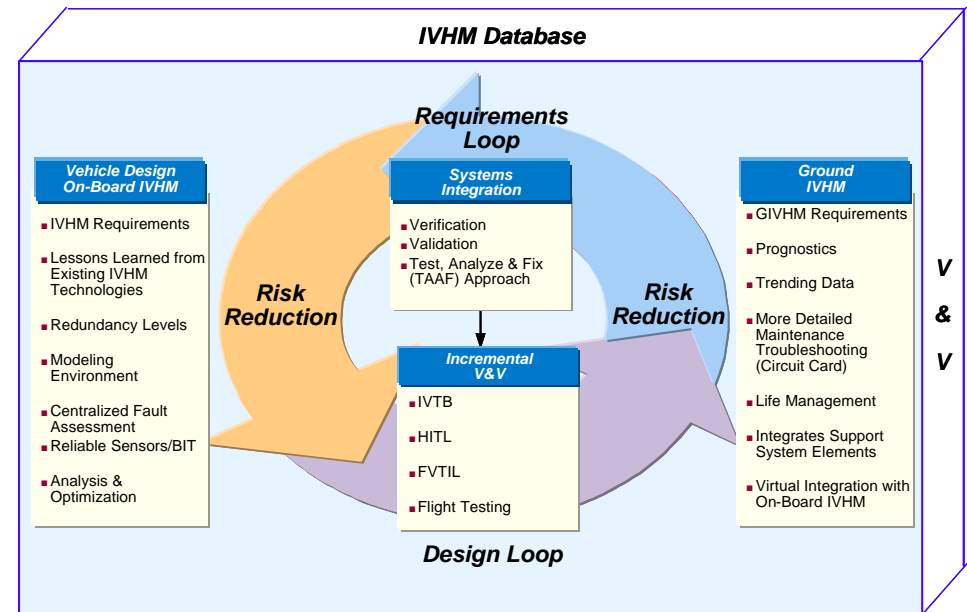 IVHM Database
Requirements
Loop
Vehicle Design
On-Board IVHM
■ IVHM Requirements
■ Lessons Learned from
Existing IVHM
Technologies
■ Redundancy Levels
■ Modeling
Environment
■ Centralized Fault
Assessment
■ Reliable Sensors/BIT
■ Analysis &
Optimization
Risk
Reduction
Systems
Integration
■ Verification
■ Validation
■ Test, Analyze & Fix
(TAAF) Approach
Incremental
V&V
■ IVTB
■ HITL
■ FVTIL
■ Flight Testing
Risk
Reduction
Ground
IVHM
■ GIVHM Requirements
■ Prognostics
■ Trending Data
■ More Detailed
Maintenance
Troubleshooting
(Circuit Card)
■ Life Management
■ Integrates Support
System Elements
■ Virtual Integration with
On-Board IVHM
V
&
V
Design Loop